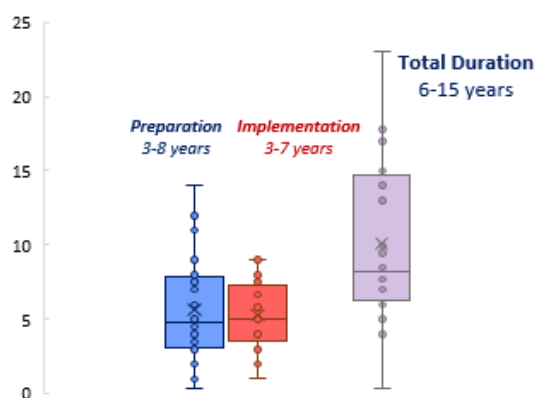 25
20
15
10
5
0
Preparation
3-8 years
Implementation
3-7 years
Total Duration
6-15 years